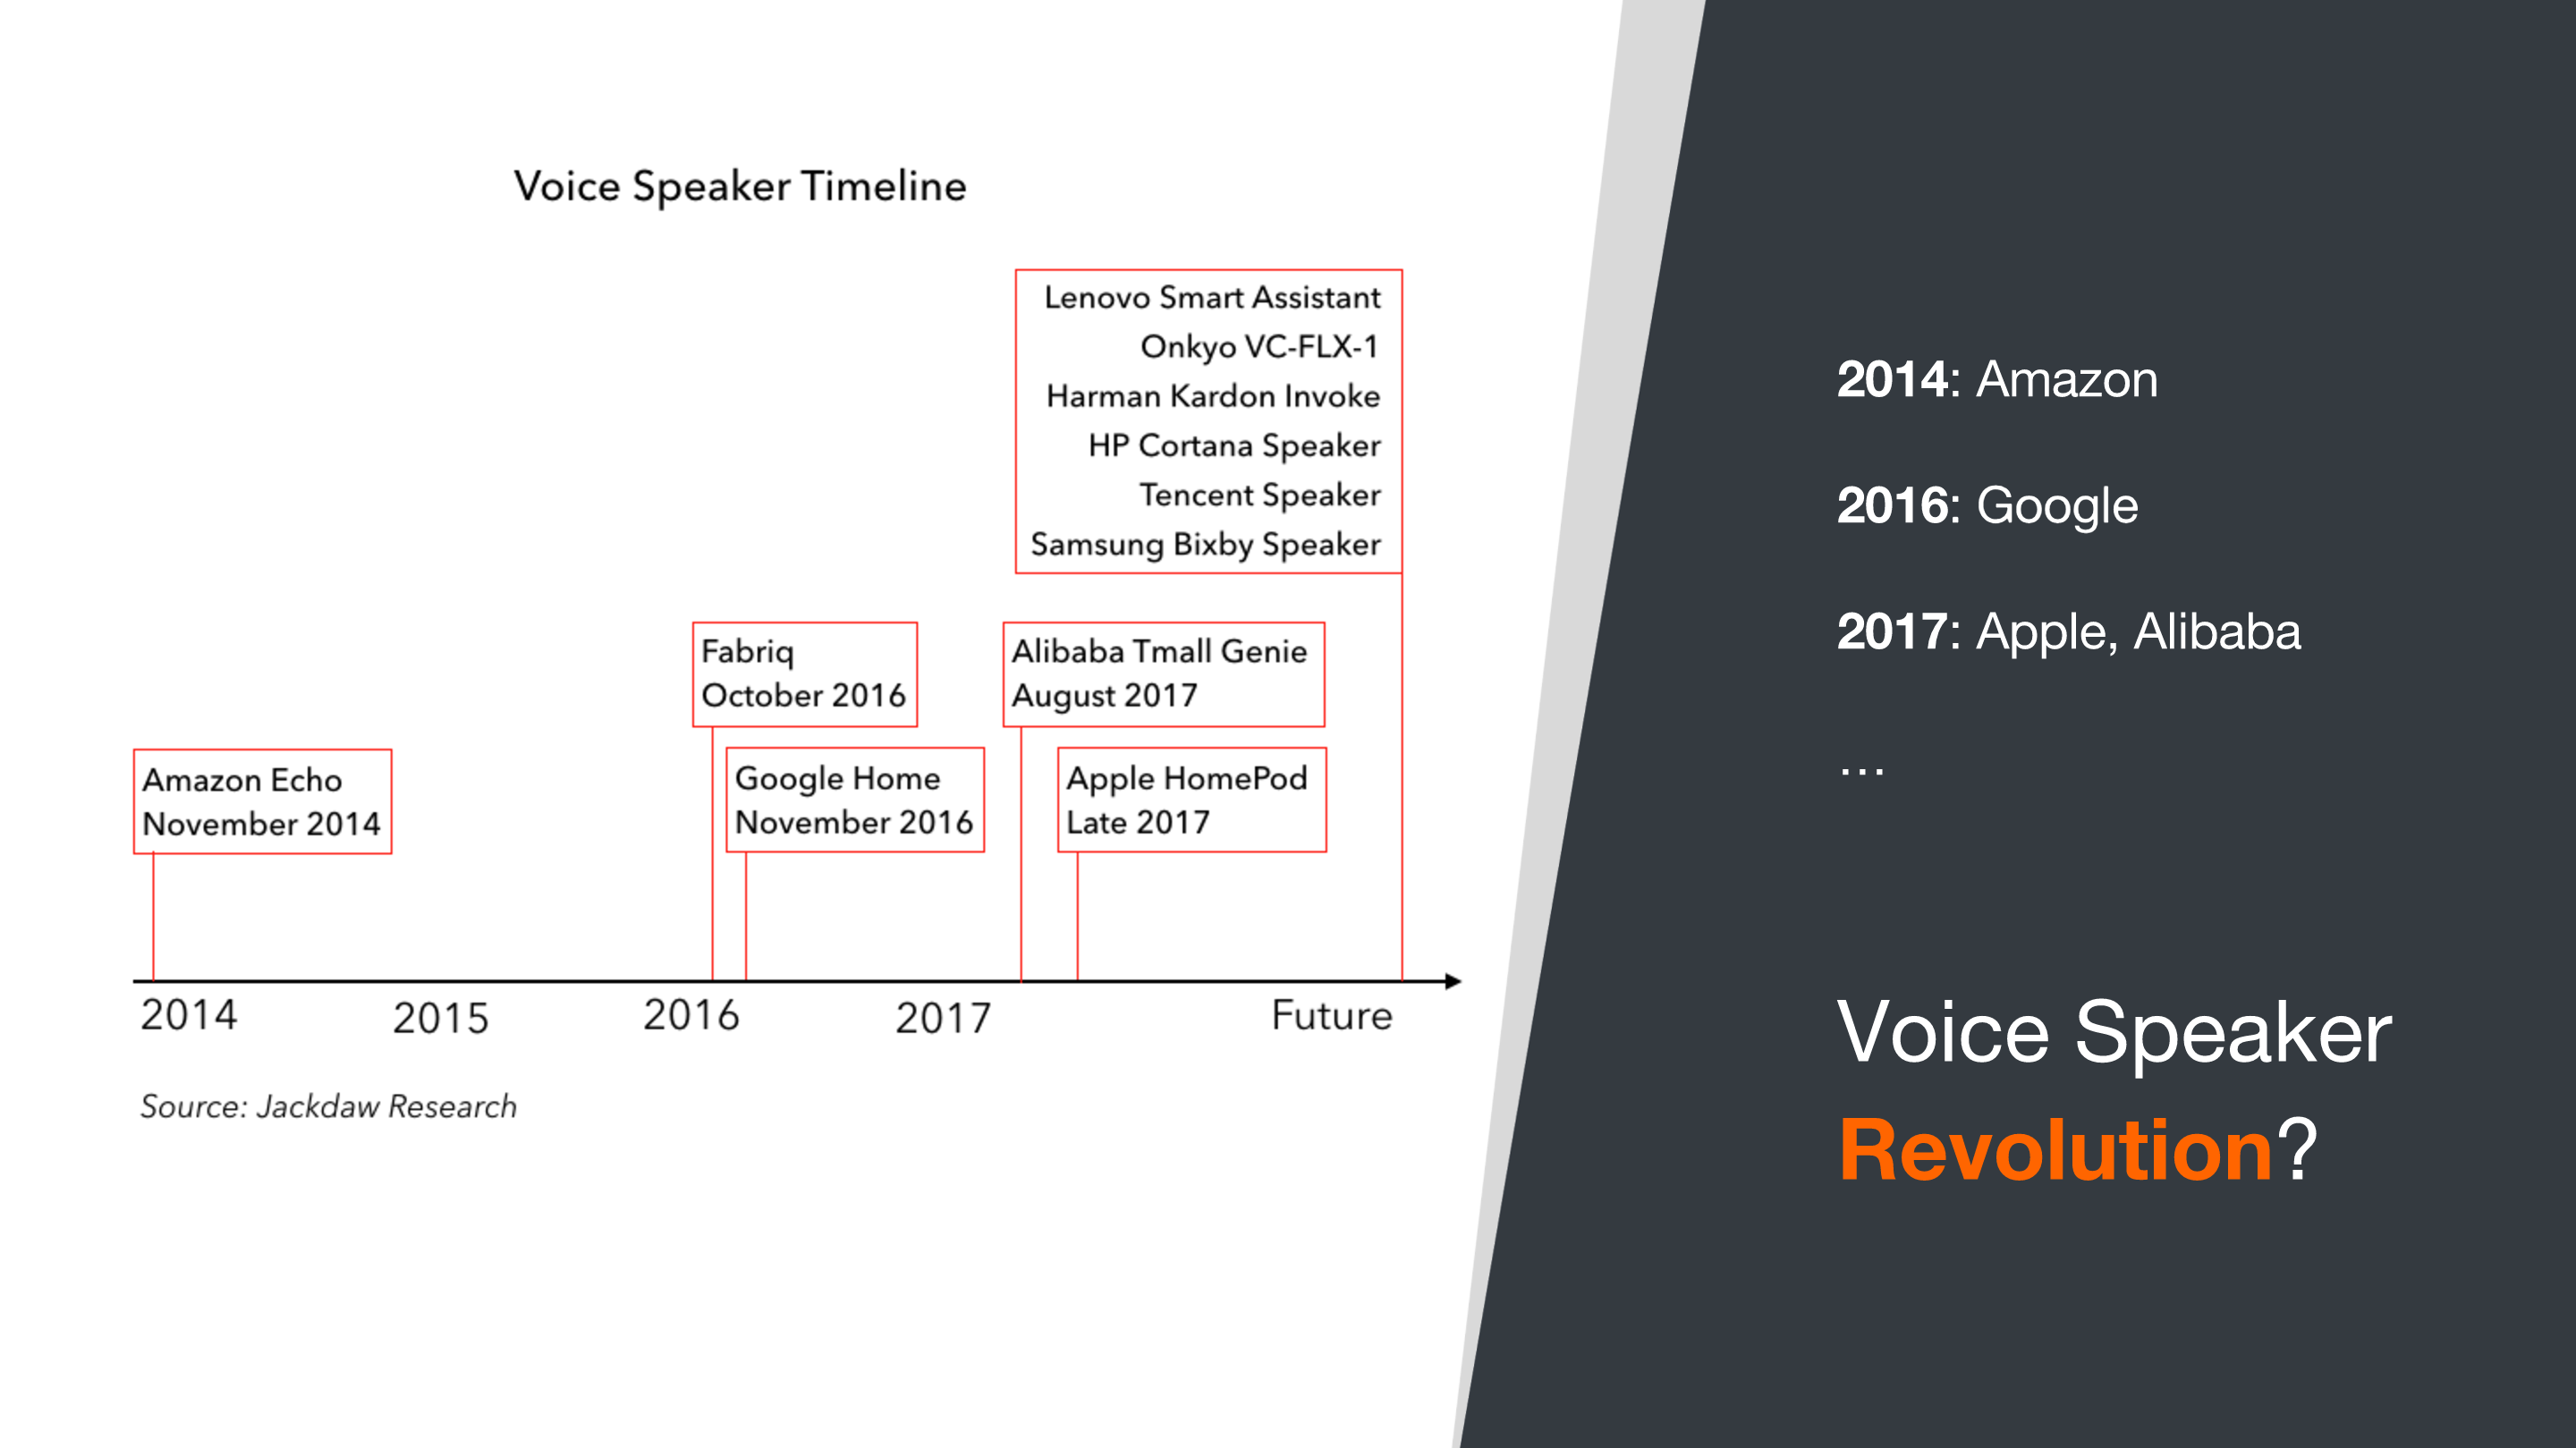 Voice Speaker Timeline
Lenovo Smart Assistant
Onkyo VC-FLX-1
Harman Kardon Invoke
HP Cortana Speaker
Tencent Speaker
Samsung Bixby Speaker
Fabriq
October 2016
Alibaba Tmall Genie
August 2017
Amazon Echo
November 2014
Google Home
November 2016
Apple HomePod
Late 2017
2014
2015
2016
2017
Future
Source: Jackdaw Research
2014: Amazon
2016: Google
2017: Apple, Alibaba
...
Voice Speaker
Revolution?